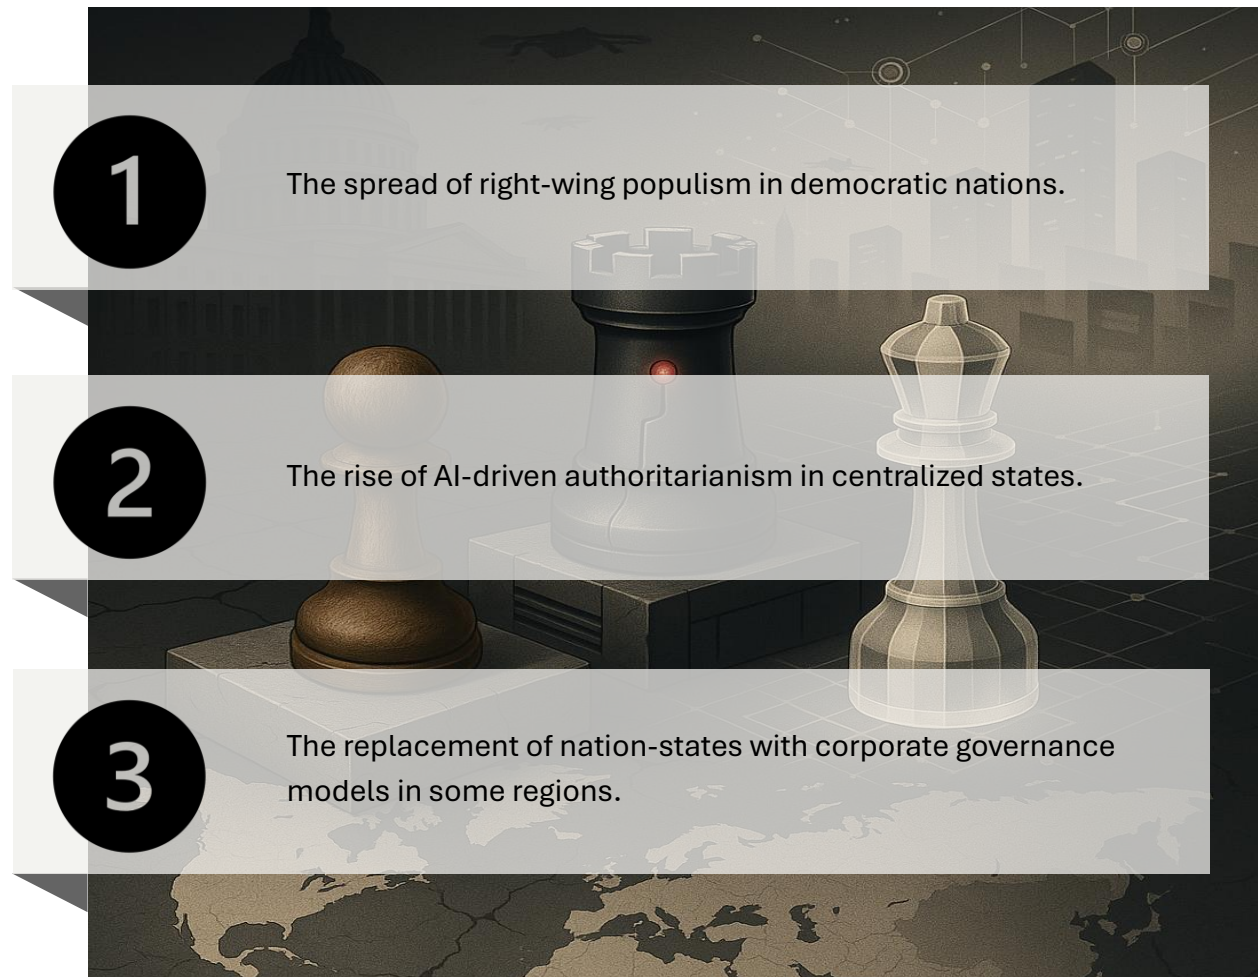 1
The spread of right-wing populism in democratic nations.
2
The rise of AI-driven authoritarianism in centralized states.
3
The replacement of nation-states with corporate governance
models in some regions.